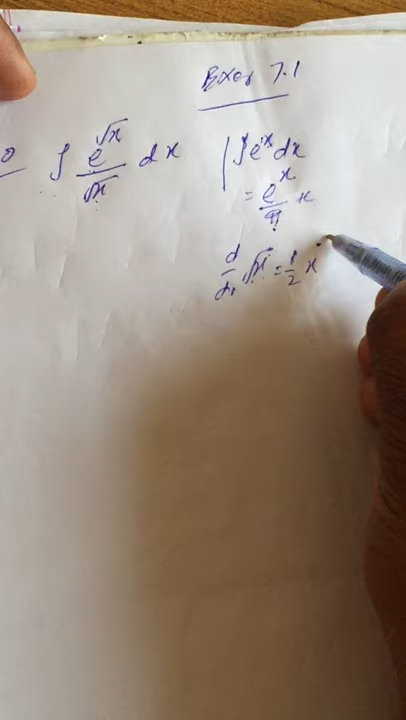 Exer 7.1
∫ e^√x / √x dx | ∫e^x dx
= e^x / x
d/dx √x = 1/2 x